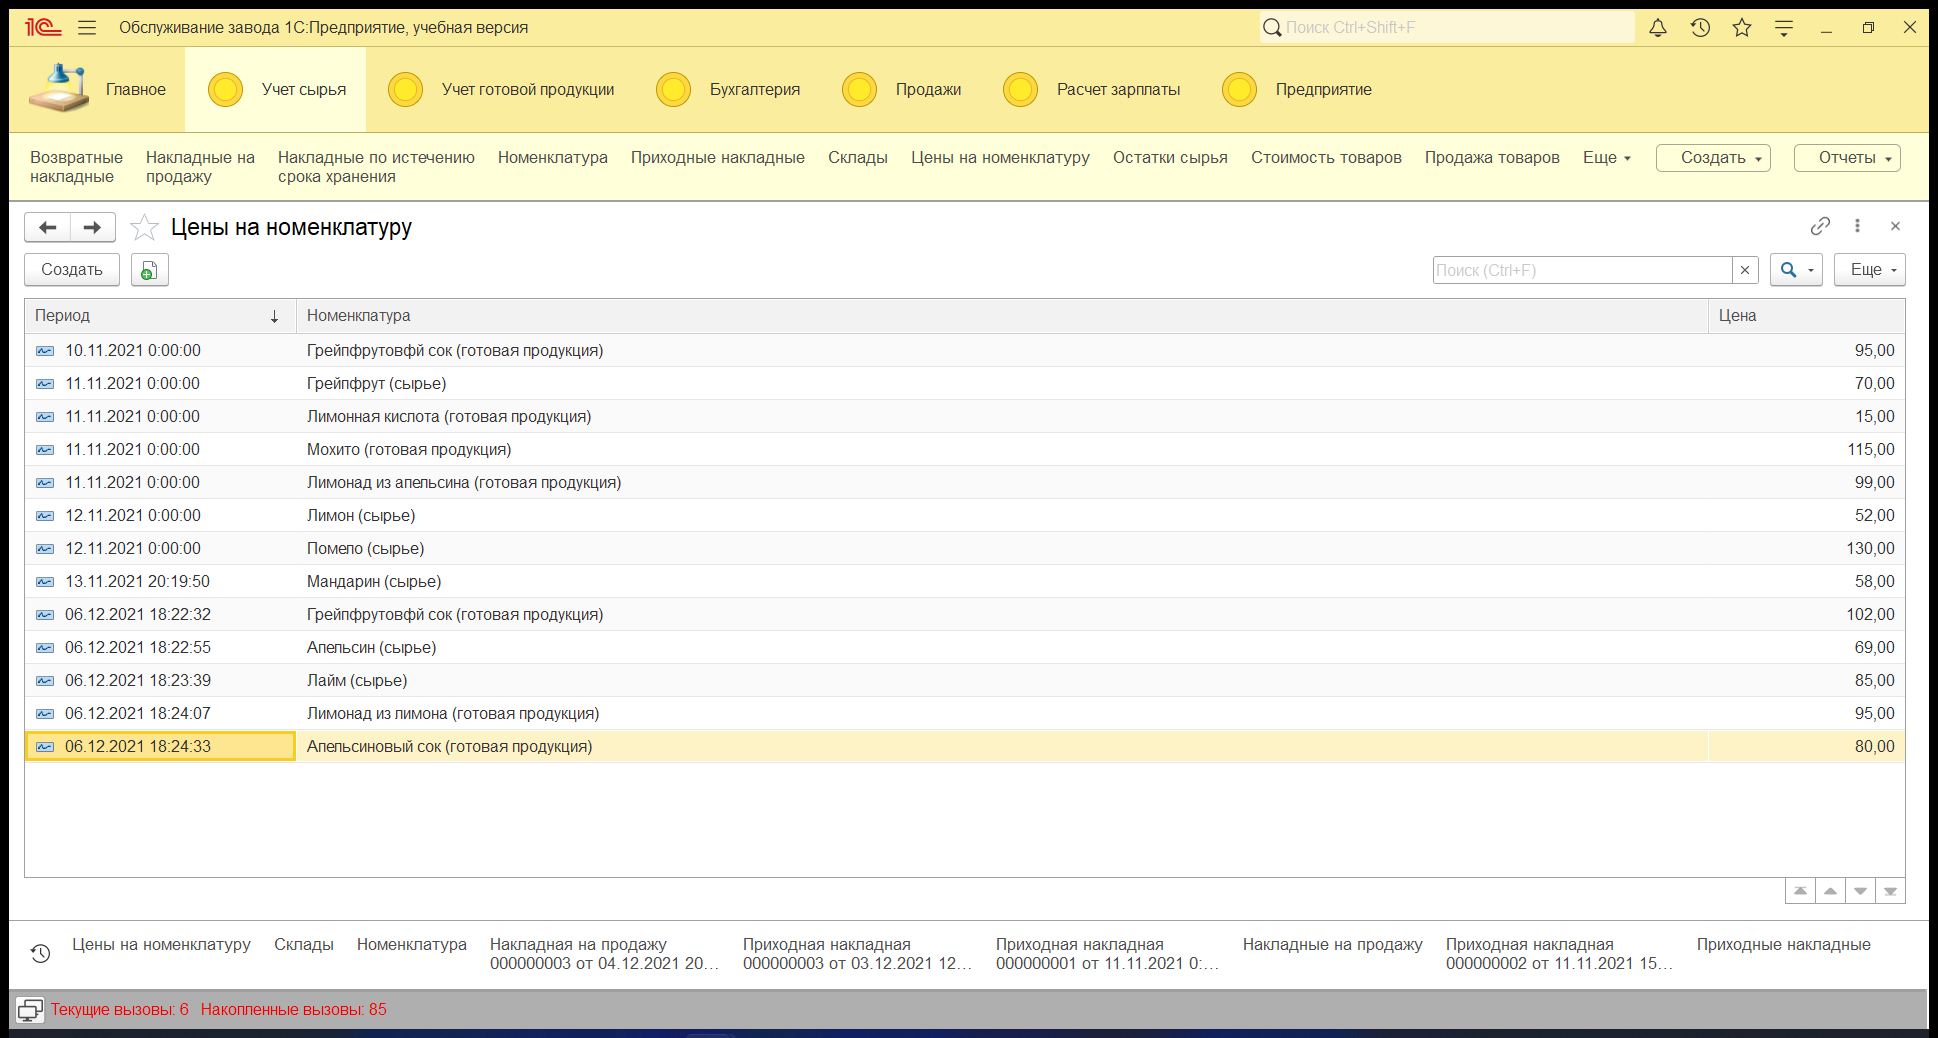 1С Обслуживание завода 1С:Предприятие, учебная версия Поиск Ctrl+Shift+F
Главное Учет сырья Учет готовой продукции Бухгалтерия Продажи Расчет зарплаты Предприятие
Возвратные накладные Накладные на продажу Накладные по истечению срока хранения Номенклатура Приходные накладные Склады Цены на номенклатуру Остатки сырья Стоимость товаров Продажа товаров Еще Создать Отчеты
Цены на номенклатуру
Создать Поиск (Ctrl+F) Еще
Период Номенклатура Цена
10.11.2021 0:00:00 Грейпфрутовфй сок (готовая продукция) 95,00
11.11.2021 0:00:00 Грейпфрут (сырье) 70,00
11.11.2021 0:00:00 Лимонная кислота (готовая продукция) 15,00
11.11.2021 0:00:00 Мохито (готовая продукция) 115,00
11.11.2021 0:00:00 Лимонад из апельсина (готовая продукция) 99,00
12.11.2021 0:00:00 Лимон (сырье) 52,00
12.11.2021 0:00:00 Помело (сырье) 130,00
13.11.2021 20:19:50 Мандарин (сырье) 58,00
06.12.2021 18:22:32 Грейпфрутовфй сок (готовая продукция) 102,00
06.12.2021 18:22:55 Апельсин (сырье) 69,00
06.12.2021 18:23:39 Лайм (сырье) 85,00
06.12.2021 18:24:07 Лимонад из лимона (готовая продукция) 95,00
06.12.2021 18:24:33 Апельсиновый сок (готовая продукция) 80,00
Цены на номенклатуру Склады Номенклатура Накладная на продажу 000000003 от 04.12.2021 20... Приходная накладная 000000003 от 03.12.2021 12... Приходная накладная 000000001 от 11.11.2021 0:... Накладные на продажу Приходная накладная 000000002 от 11.11.2021 15... Приходные накладные
Текущие вызовы: 6 Накопленные вызовы: 85